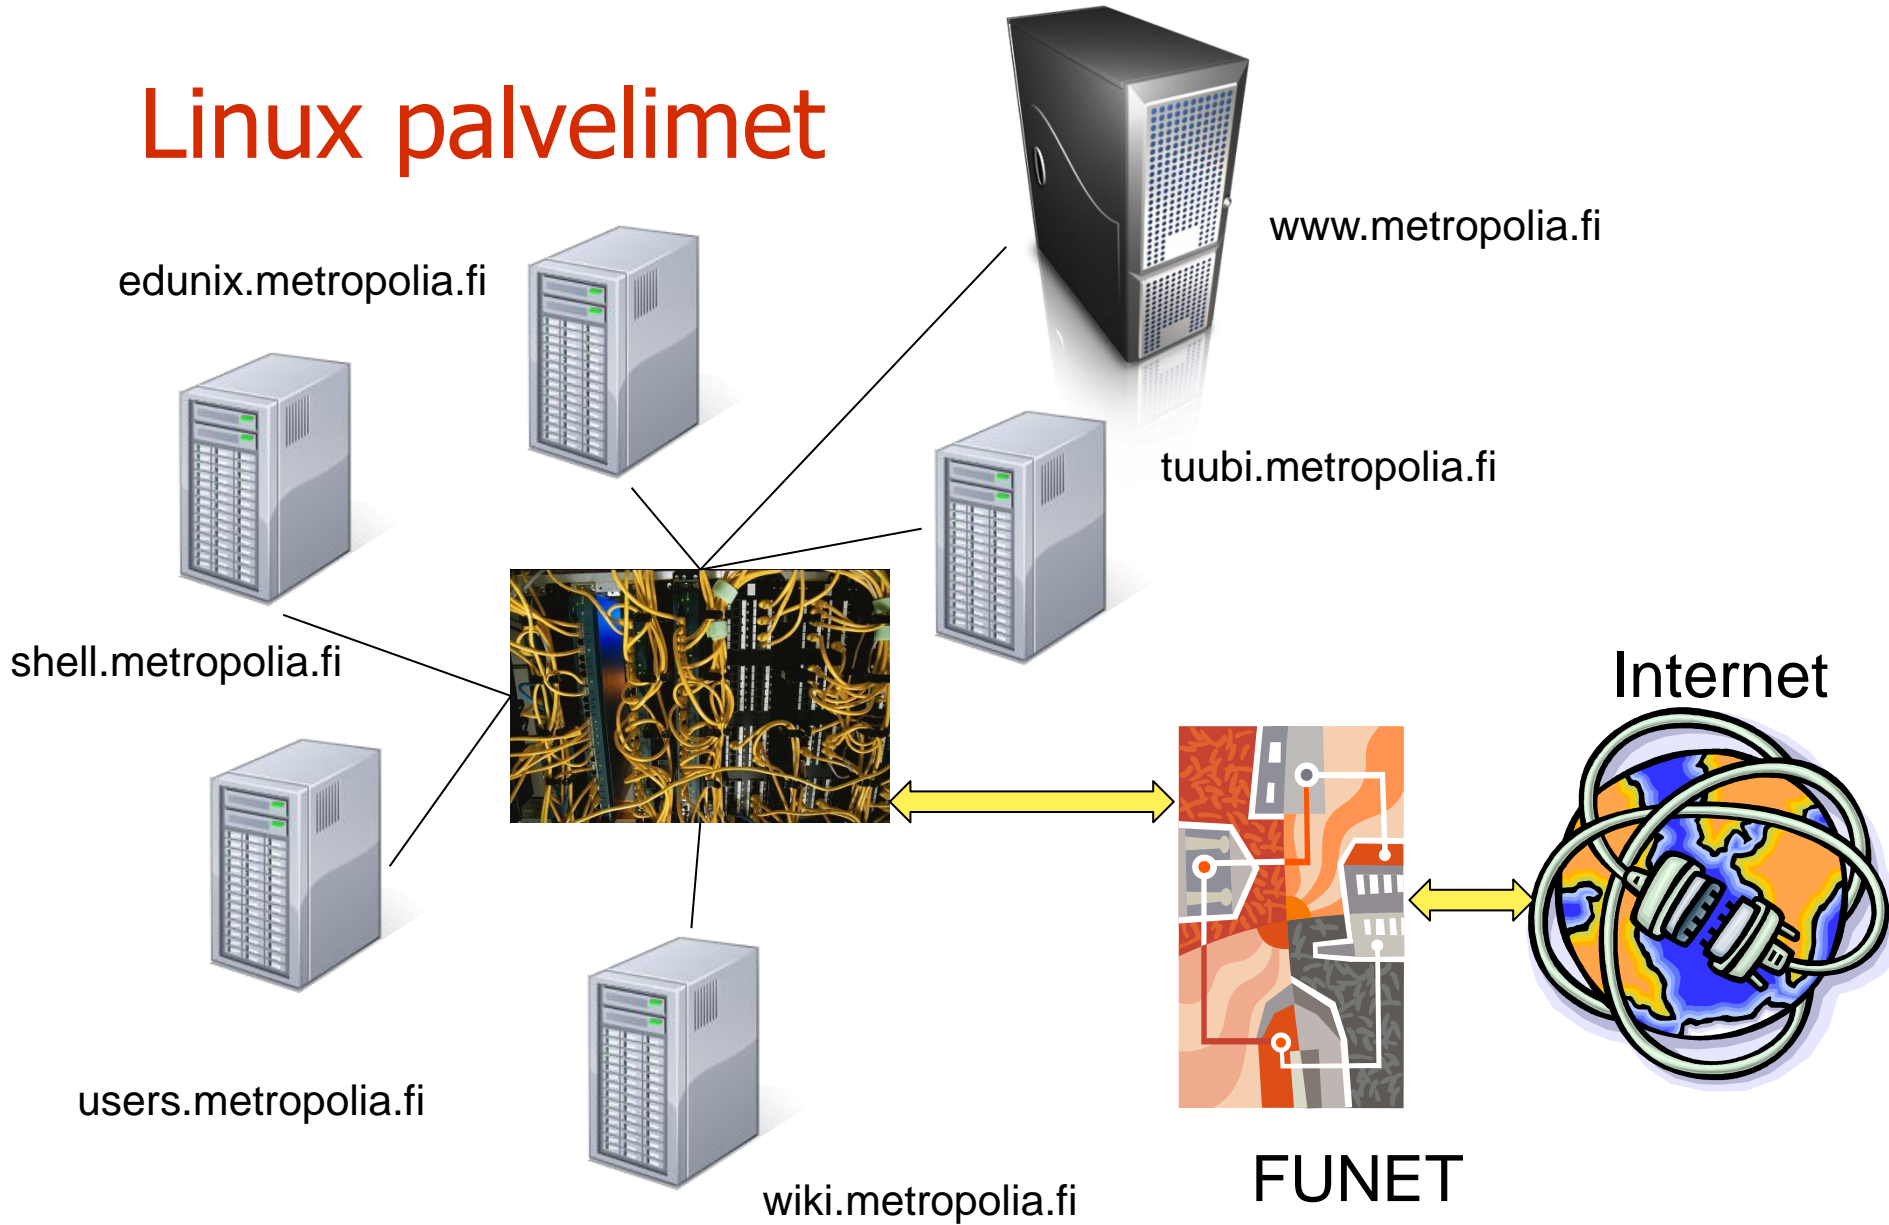 Linux palvelimet
www.metropolia.fi
edunix.metropolia.fi
tuubi.metropolia.fi
shell.metropolia.fi
Internet
users.metropolia.fi
FUNET
wiki.metropolia.fi